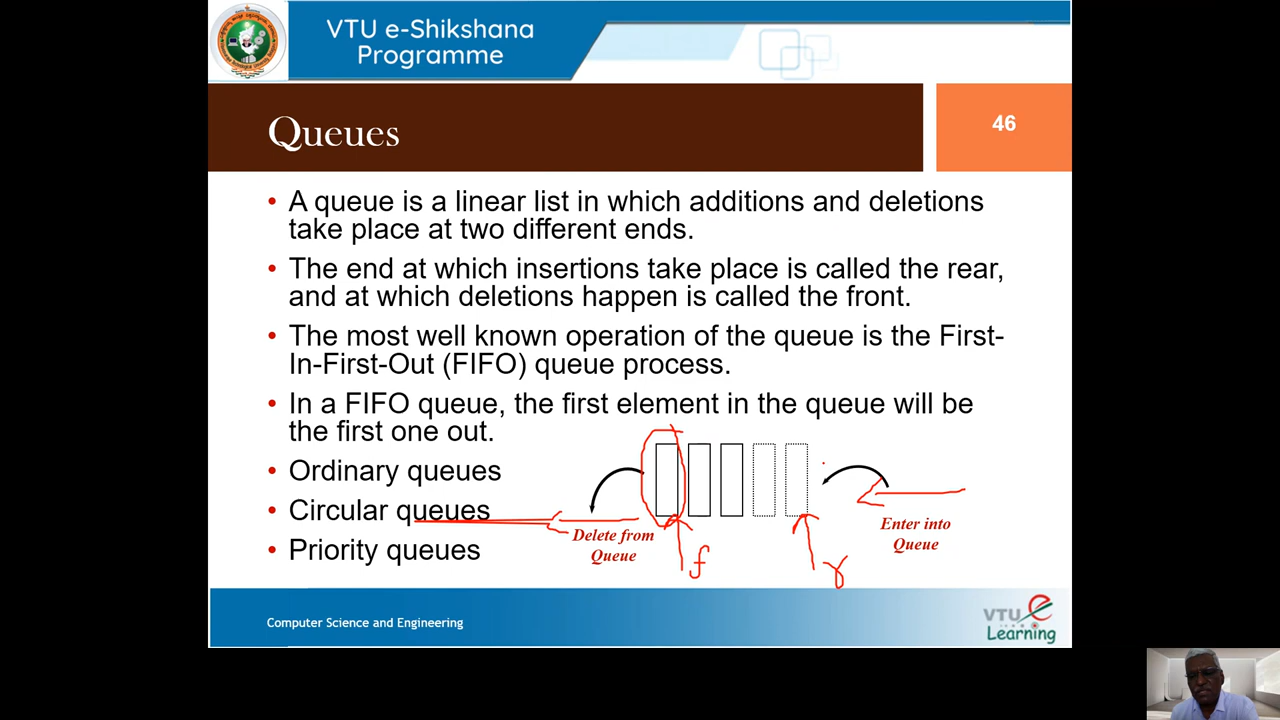 VTU e-Shikshana
Programme
Queues
46
• A queue is a linear list in which additions and deletions
take place at two different ends.
• The end at which insertions take place is called the rear,
and at which deletions happen is called the front.
• The most well known operation of the queue is the First-
In-First-Out (FIFO) queue process.
• In a FIFO queue, the first element in the queue will be
the first one out.
• Ordinary queues
• Circular queues
• Priority queues
Delete from
Queue
f
r
Enter into
Queue
Computer Science and Engineering
VTU e
Learning